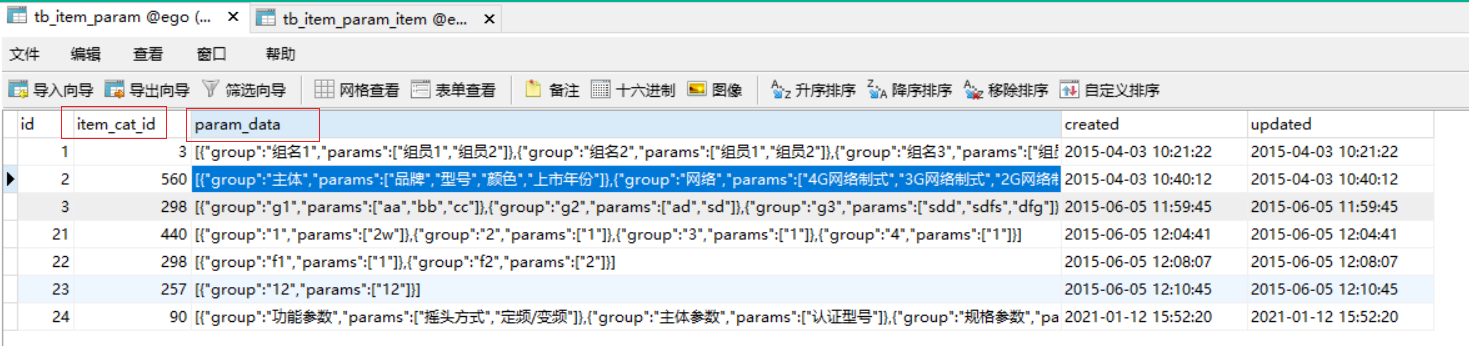 tb_item_param @ego (... × tb_item_param_item @e... ×
文件 编辑 查看 窗口 帮助
导入向导 导出向导 筛选向导 网格查看 表单查看 备注 十六进制 图像 升序排序 降序排序 移除排序 自定义排序
id item_cat_id param_data created updated
1 3 [{"group":"组名1","params":["组员1","组员2"]},{"group":"组名2","params":["组员1","组员2"]},{"group":"组名3","params":["组员 2015-04-03 10:21:22 2015-04-03 10:21:22
2 560 [{"group":"主体","params":["品牌","型号","颜色","上市年份"]},{"group":"网络","params":["4G网络制式","3G网络制式","2G网络制 2015-04-03 10:40:12 2015-04-03 10:40:12
3 298 [{"group":"g1","params":["aa","bb","cc"]},{"group":"g2","params":["ad","sd"]},{"group":"g3","params":["sdd","sdfs","dfg"]} 2015-06-05 11:59:45 2015-06-05 11:59:45
21 440 [{"group":"1","params":["2w"]},{"group":"2","params":["1"]},{"group":"3","params":["1"]},{"group":"4","params":["1"]}] 2015-06-05 12:04:41 2015-06-05 12:04:41
22 298 [{"group":"f1","params":["1"]},{"group":"f2","params":["2"]}] 2015-06-05 12:08:07 2015-06-05 12:08:07
23 257 [{"group":"12","params":["12"]}] 2015-06-05 12:10:45 2015-06-05 12:10:45
24 90 [{"group":"功能参数","params":["摇头方式","定频/变频"]},{"group":"主体参数","params":["认证型号"]},{"group":"规格参数","pa 2021-01-12 15:52:20 2021-01-12 15:52:20